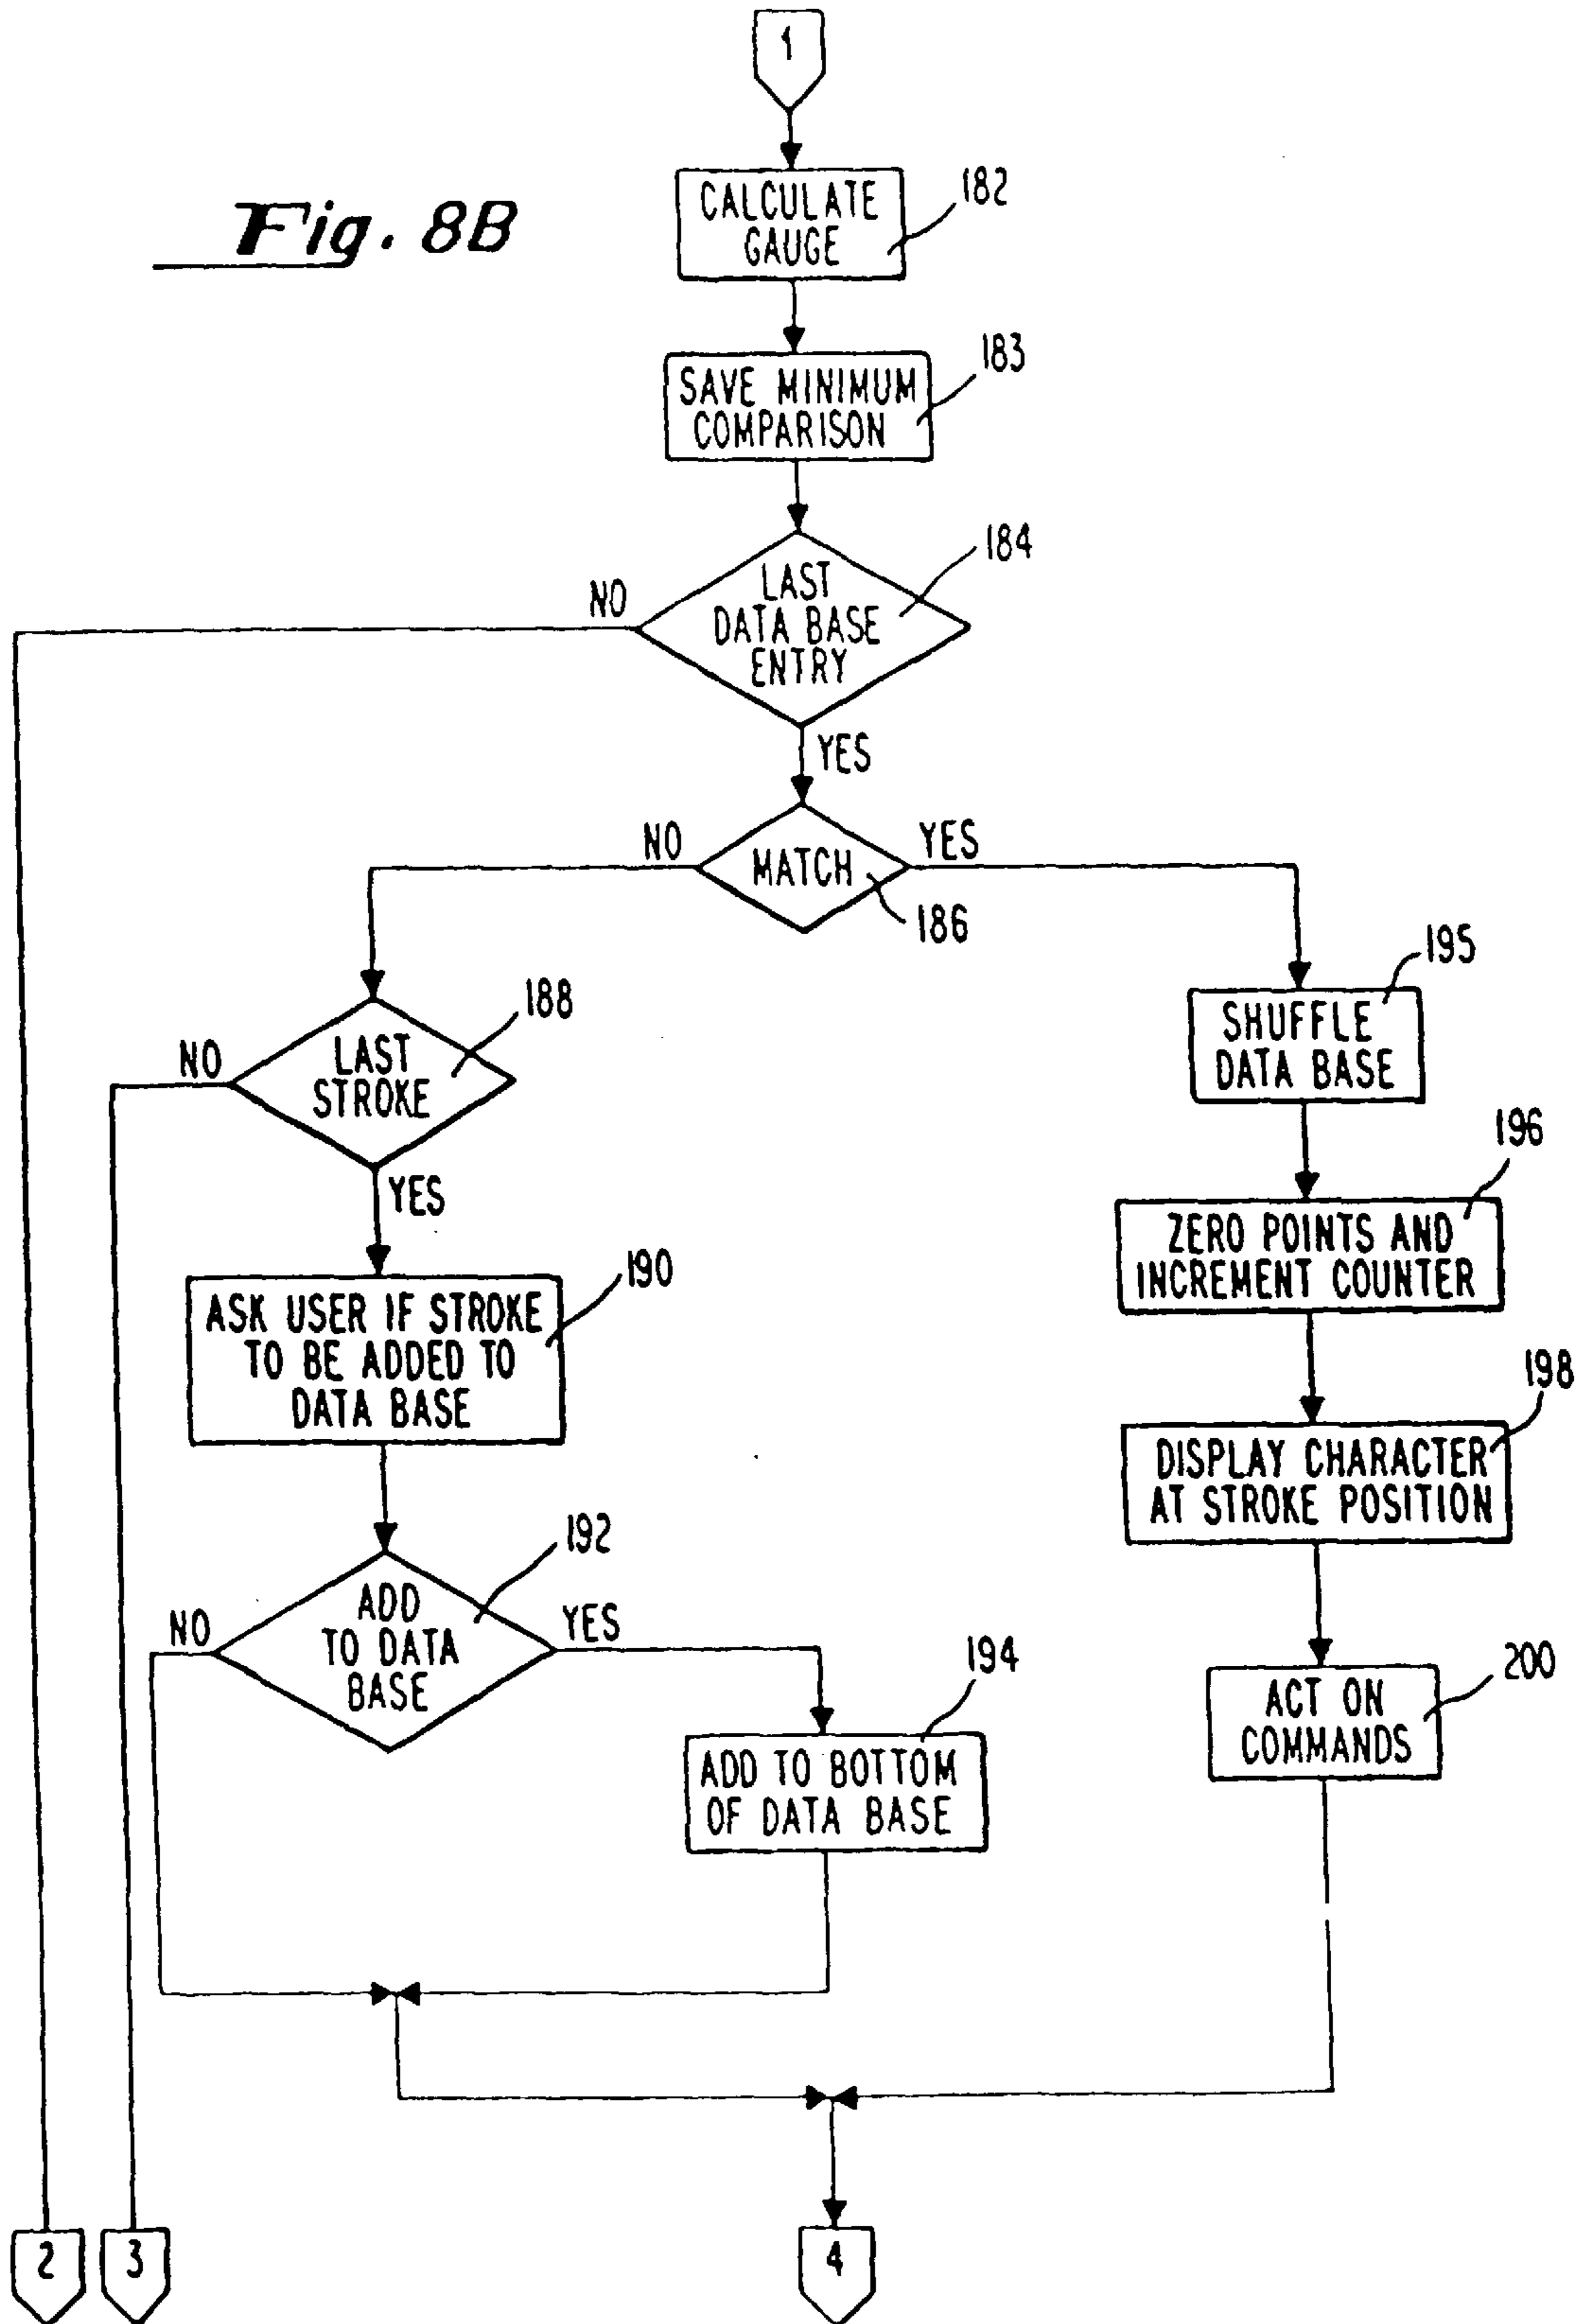 1
Fig. 8B
CALCULATE
GAUGE
182
SAVE MINIMUM
COMPARISON
183
LAST
DATA BASE
ENTRY
184
NO
YES
MATCH
186
NO
YES
LAST
STROKE
188
NO
YES
SHUFFLE
DATA BASE
195
ZERO POINTS AND
INCREMENT COUNTER
196
ASK USER IF STROKE
TO BE ADDED TO
DATA BASE
190
DISPLAY CHARACTER
AT STROKE POSITION
198
ADD
TO DATA
BASE
192
NO
YES
ADD TO BOTTOM
OF DATA BASE
194
ACT ON
COMMANDS
200
2
3
4